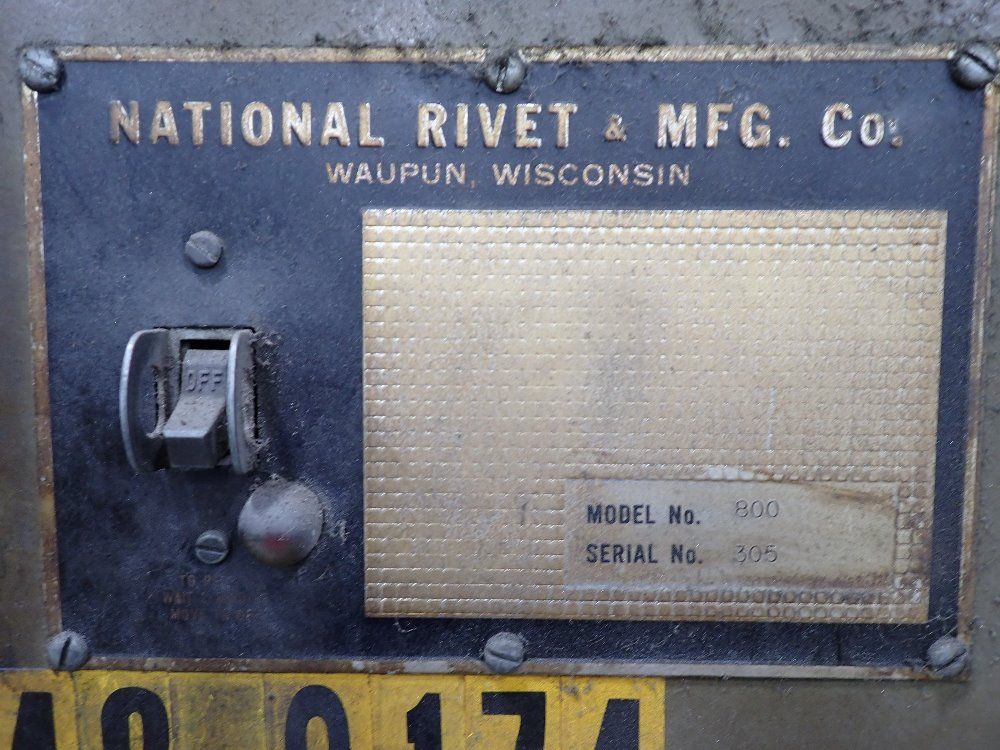 NATIONAL RIVET & MFG. Co.
WAUPUN, WISCONSIN
OFF
MODEL No. 800
SERIAL No. 305